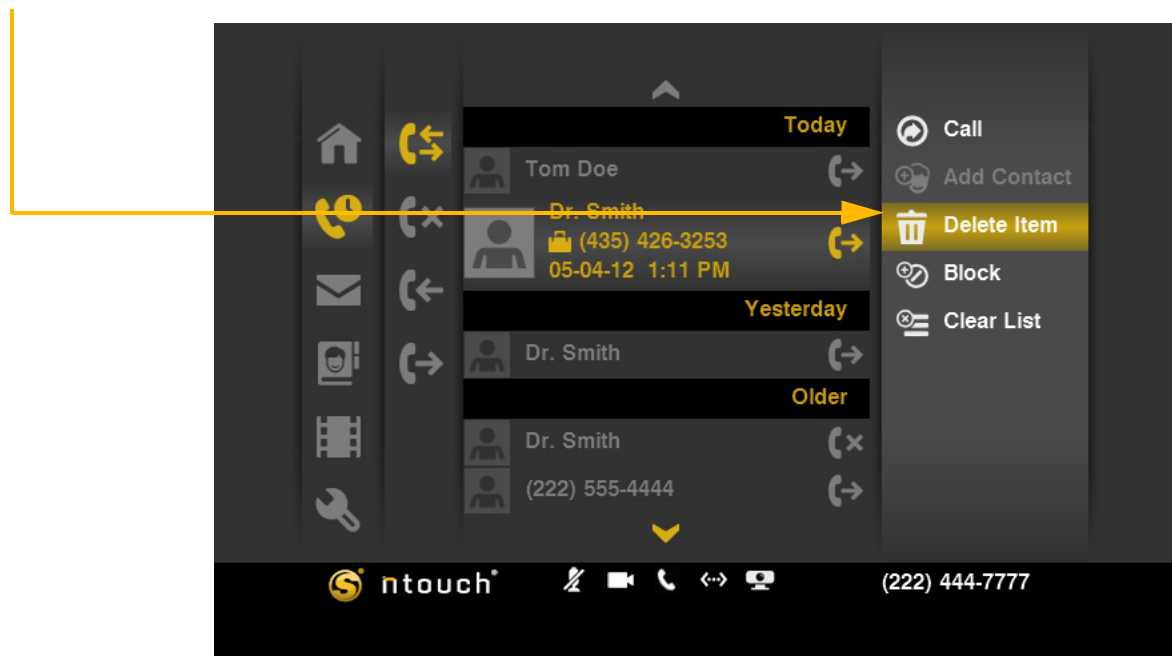 Today
Tom Doe
Dr. Smith
(435) 426-3253
05-04-12 1:11 PM
Yesterday
Dr. Smith
Older
Dr. Smith
(222) 555-4444
Call
Add Contact
Delete Item
Block
Clear List
S ntouch
(222) 444-7777